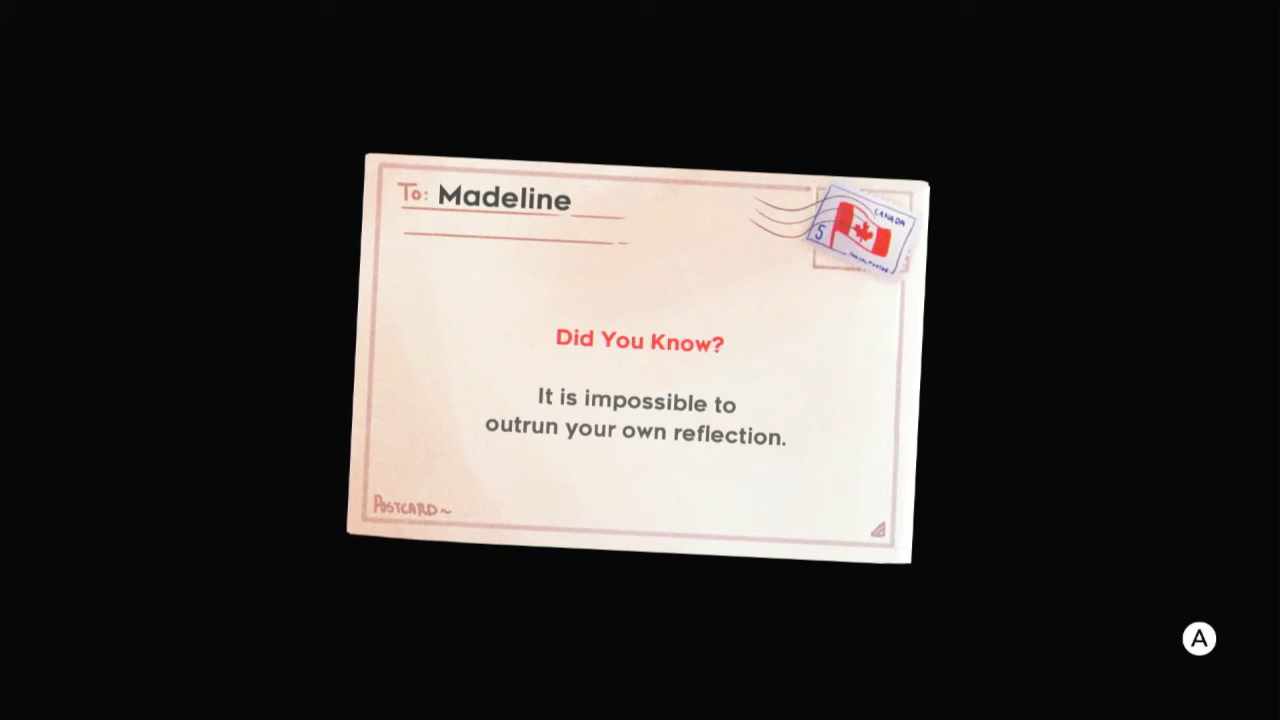 To: Madeline
CANADA
5
Did You Know?
It is impossible to
outrun your own reflection.
POSTCARD~
A